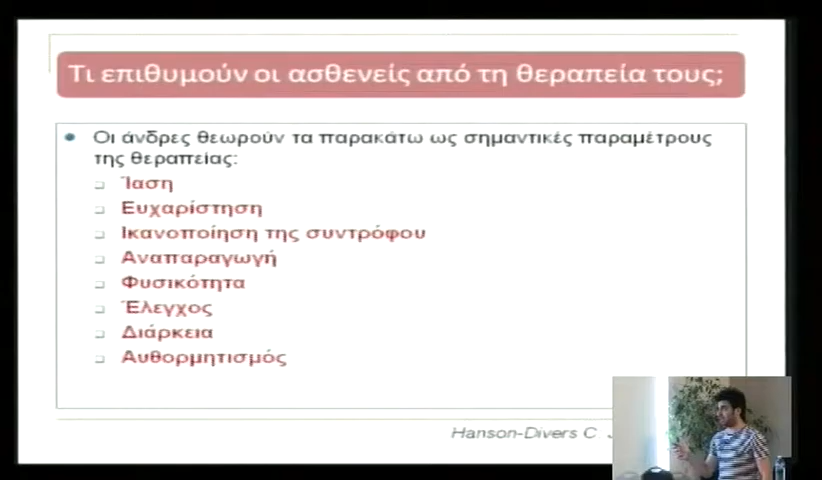 Τι επιθυμούν οι ασθενείς από τη θεραπεία τους;
Οι άνδρες θεωρούν τα παρακάτω ως σημαντικές παραμέτρους
της θεραπείας:
Ίαση
Ευχαρίστηση
Ικανοποίηση της συντρόφου
Αναπαραγωγή
Φυσικότητα
Έλεγχος
Διάρκεια
Αυθορμητισμός
Hanson-Divers C